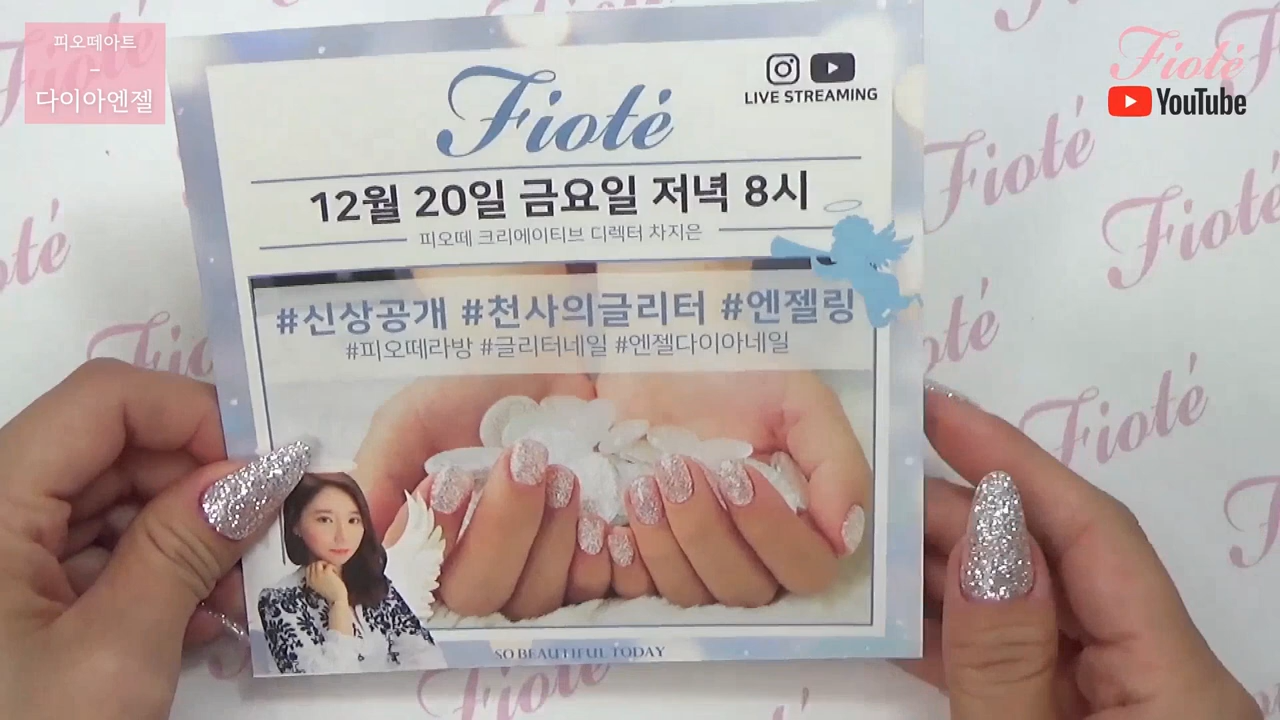 피오떼아트
-
다이아엔젤
Fioté
YouTube
LIVE STREAMING
Fioté
12월 20일 금요일 저녁 8시
피오떼 크리에이티브 디렉터 차지은
#신상공개 #천사의글리터 #엔젤링
#피오떼라방 #글리터네일 #엔젤다이아네일
SO BEAUTIFUL TODAY
Fioté
Fioté
Fioté
Fioté